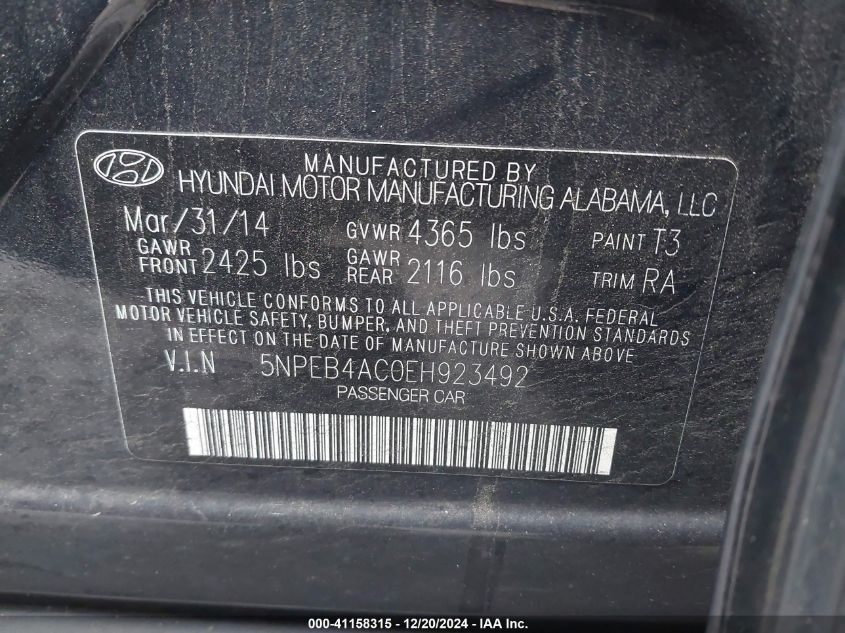 MANUFACTURED BY
HYUNDAI MOTOR MANUFACTURING ALABAMA, LLC
Mar/31/14 GVWR 4365 lbs PAINT T3
GAWR FRONT 2425 lbs GAWR REAR 2116 lbs TRIM RA
THIS VEHICLE CONFORMS TO ALL APPLICABLE U.S.A. FEDERAL
MOTOR VEHICLE SAFETY, BUMPER, AND THEFT PREVENTION STANDARDS
IN EFFECT ON THE DATE OF MANUFACTURE SHOWN ABOVE
V.I.N 5NPEB4AC0EH923492
PASSENGER CAR
000-41158315 - 12/20/2024 - IAA Inc.